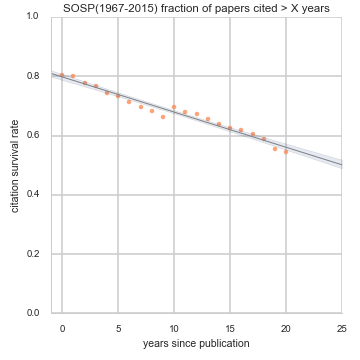 SOSP(1967-2015) fraction of papers cited > X years
1.0
0.8
0.6
0.4
0.2
0.0
citation survival rate
0 5 10 15 20 25
years since publication